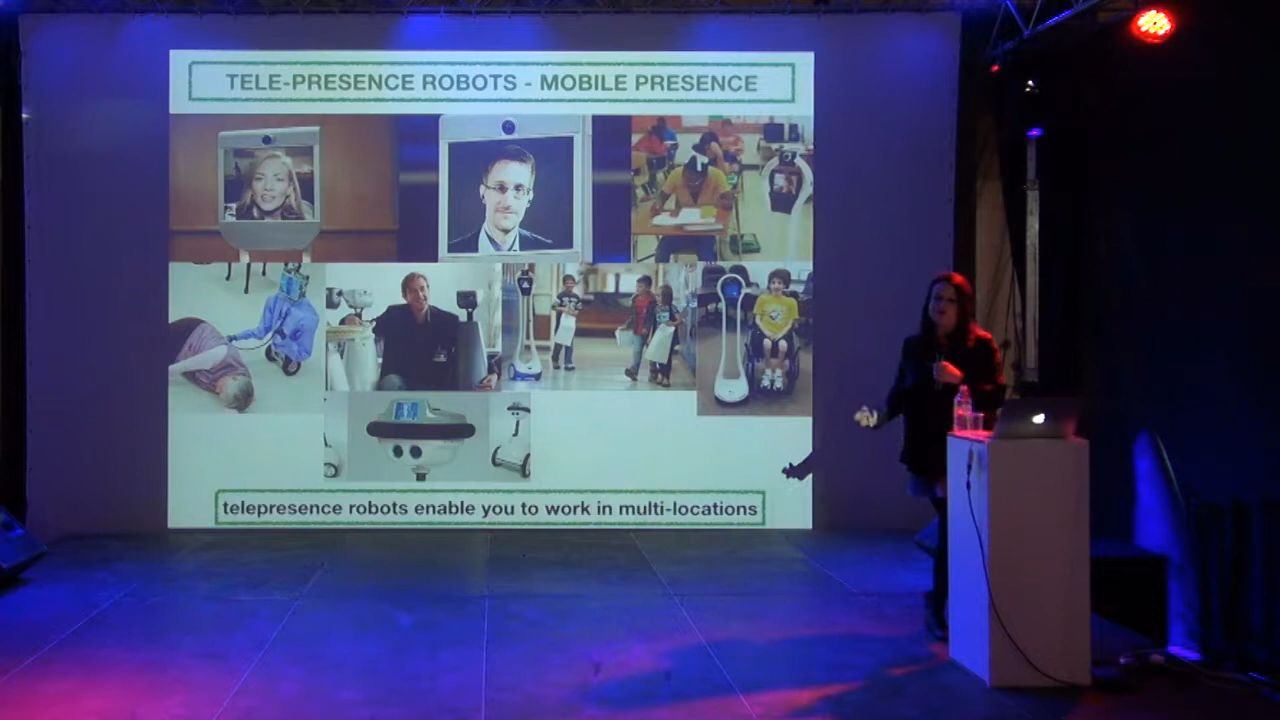 TELE-PRESENCE ROBOTS - MOBILE PRESENCE
telepresence robots enable you to work in multi-locations